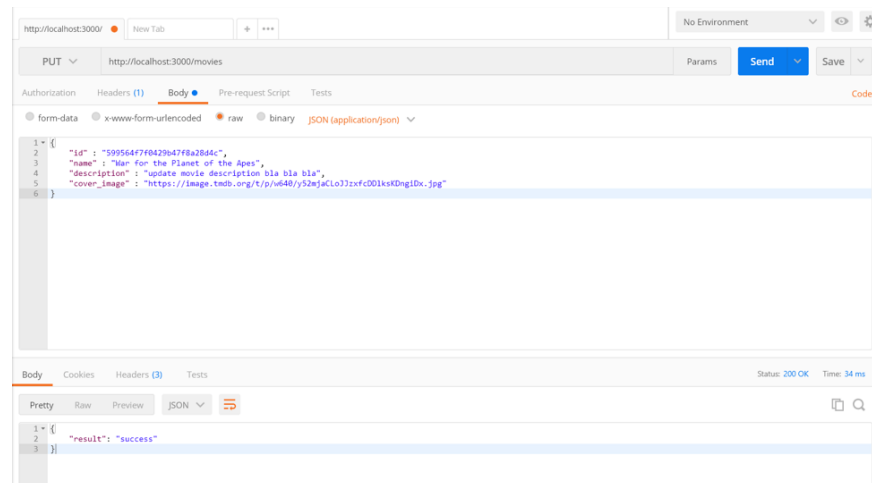 http://localhost:3000/ New Tab + ••• No Environment
PUT http://localhost:3000/movies Params Send Save
Authorization Headers (1) Body Pre-request Script Tests Code
form-data x-www-form-urlencoded raw binary JSON (application/json)
1 {
2 "id" : "599564f7f0429b47f8a28d4c",
3 "name" : "War for the Planet of the Apes",
4 "description" : "update movie description bla bla bla",
5 "cover_image" : "https://image.tmdb.org/t/p/w640/y52mjaCLoJJzxfcDDlksKDngiDx.jpg"
6 }
Body Cookies Headers (3) Tests Status: 200 OK Time: 34 ms
Pretty Raw Preview JSON
1 {
2 "result": "success"
3 }